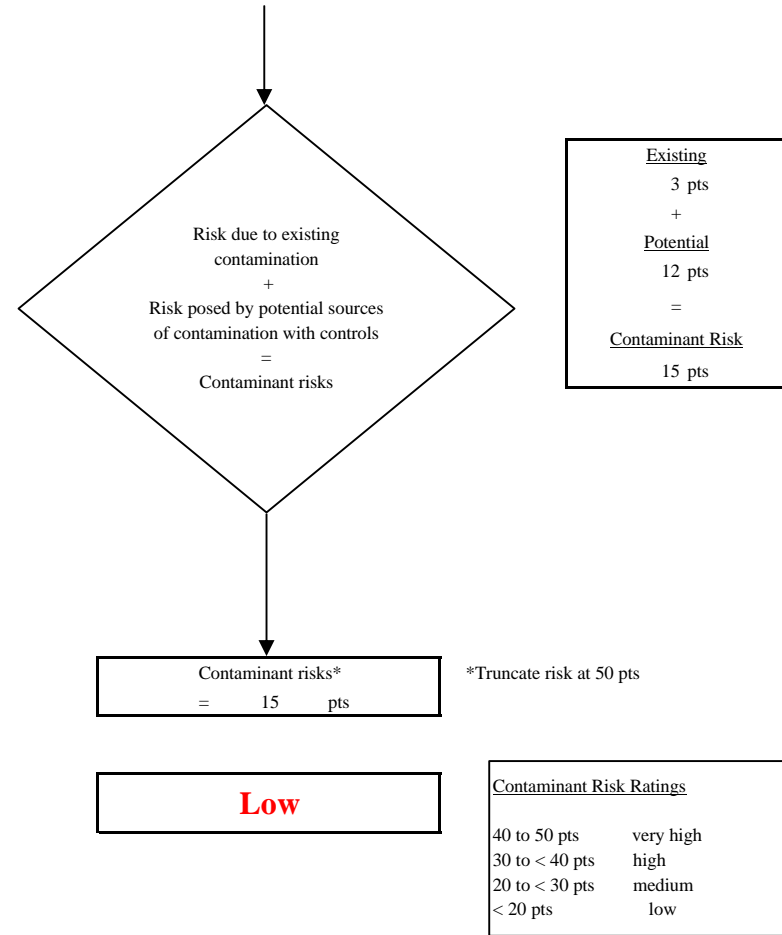 Risk due to existing
contamination
+
Risk posed by potential sources
of contamination with controls
=
Contaminant risks
Existing
3 pts
+
Potential
12 pts
=
Contaminant Risk
15 pts
Contaminant risks*
= 15 pts
*Truncate risk at 50 pts
Low
Contaminant Risk Ratings
40 to 50 pts very high
30 to < 40 pts high
20 to < 30 pts medium
< 20 pts low